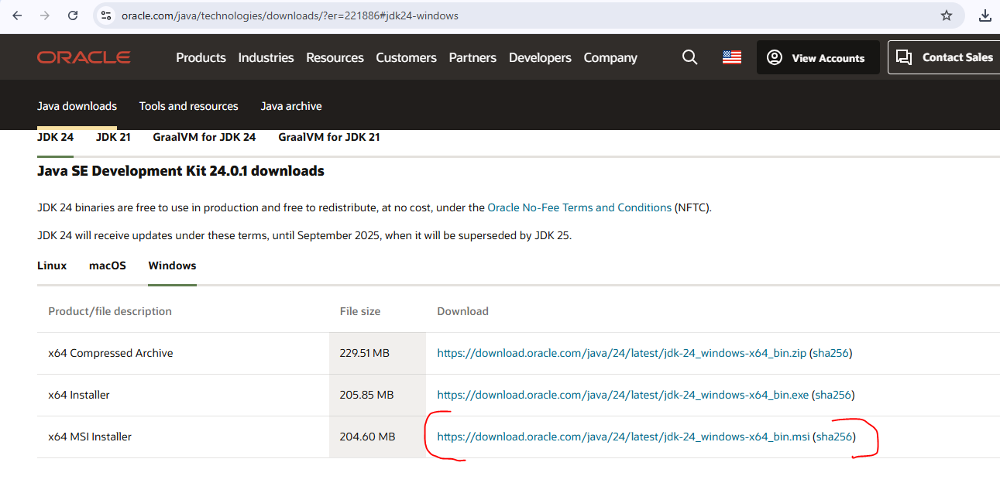 oracle.com/java/technologies/downloads/?er=221886#jdk24-windows
ORACLE Products Industries Resources Customers Partners Developers Company View Accounts Contact Sales
Java downloads Tools and resources Java archive
JDK 24 JDK 21 GraalVM for JDK 24 GraalVM for JDK 21
Java SE Development Kit 24.0.1 downloads
JDK 24 binaries are free to use in production and free to redistribute, at no cost, under the Oracle No-Fee Terms and Conditions (NFTC).
JDK 24 will receive updates under these terms, until September 2025, when it will be superseded by JDK 25.
Linux macOS Windows
Product/file description File size Download
x64 Compressed Archive 229.51 MB https://download.oracle.com/java/24/latest/jdk-24_windows-x64_bin.zip (sha256)
x64 Installer 205.85 MB https://download.oracle.com/java/24/latest/jdk-24_windows-x64_bin.exe (sha256)
x64 MSI Installer 204.60 MB https://download.oracle.com/java/24/latest/jdk-24_windows-x64_bin.msi (sha256)